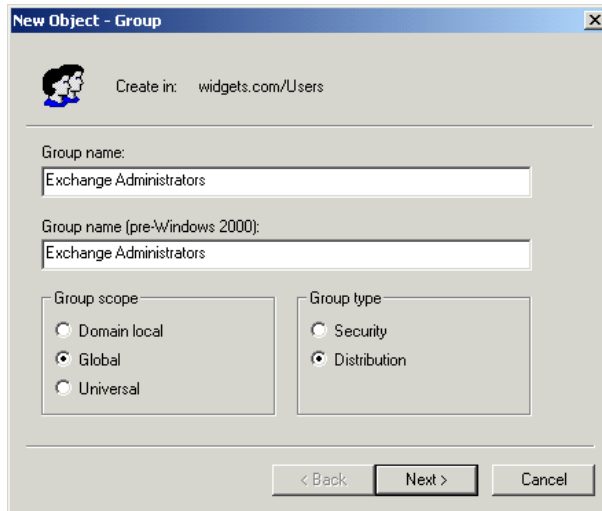 New Object - Group
Create in: widgets.com/Users
Group name:
Exchange Administrators
Group name (pre-Windows 2000):
Exchange Administrators
Group scope
Domain local
Global
Universal
Group type
Security
Distribution
< Back
Next >
Cancel